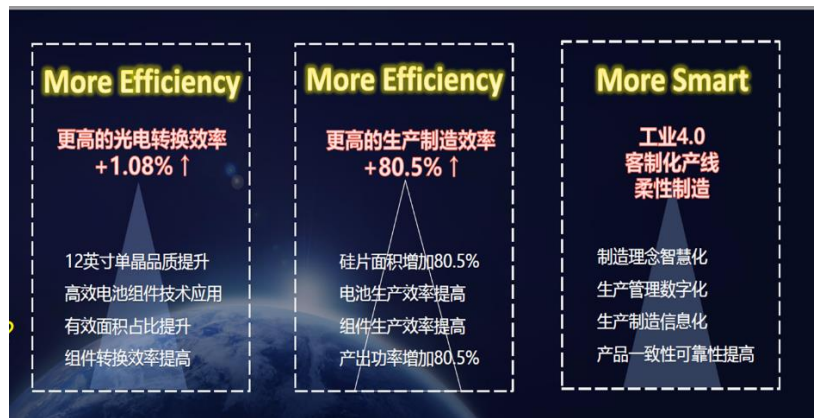 More Efficiency
更高的光电转换效率
+1.08%↑
12英寸单晶品质提升
高效电池组件技术应用
有效面积占比提升
组件转换效率提高
More Efficiency
更高的生产制造效率
+80.5%↑
硅片面积增加80.5%
电池生产效率提高
组件生产效率提高
产出功率增加80.5%
More Smart
工业4.0
客制化产线
柔性制造
制造理念智慧化
生产管理数字化
生产制造信息化
产品一致性可靠性提高